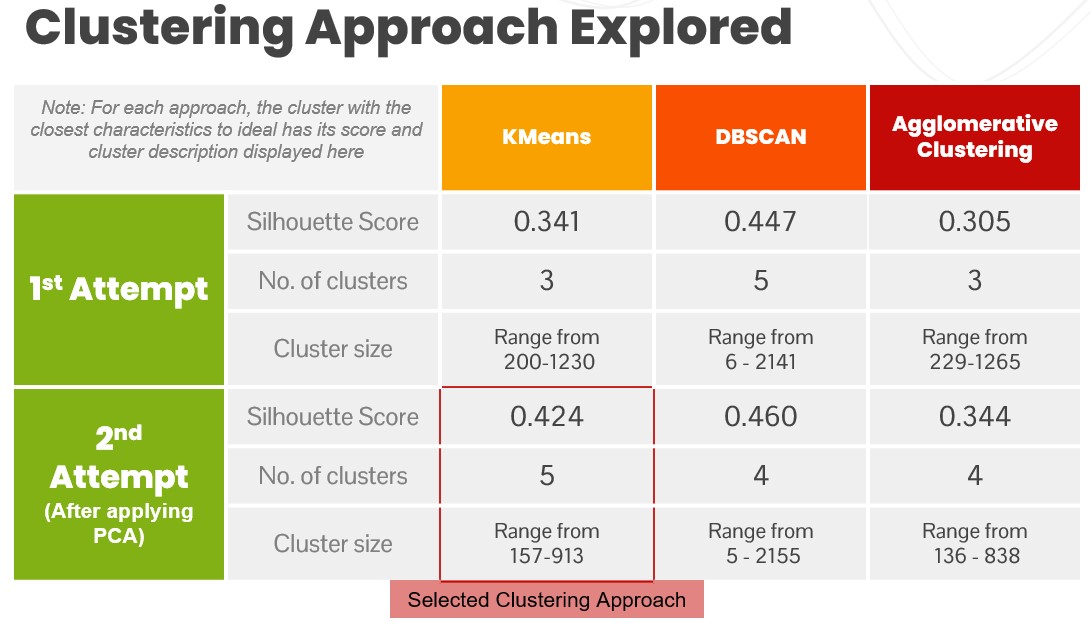 Clustering Approach Explored
Note: For each approach, the cluster with the
closest characteristics to ideal has its score and
cluster description displayed here
KMeans
DBSCAN
Agglomerative
Clustering
1st Attempt
Silhouette Score
0.341
0.447
0.305
No. of clusters
3
5
3
Cluster size
Range from
200-1230
Range from
6 - 2141
Range from
229-1265
2nd
Attempt
(After applying
PCA)
Silhouette Score
0.424
0.460
0.344
No. of clusters
5
4
4
Cluster size
Range from
157-913
Range from
5 - 2155
Range from
136 - 838
Selected Clustering Approach